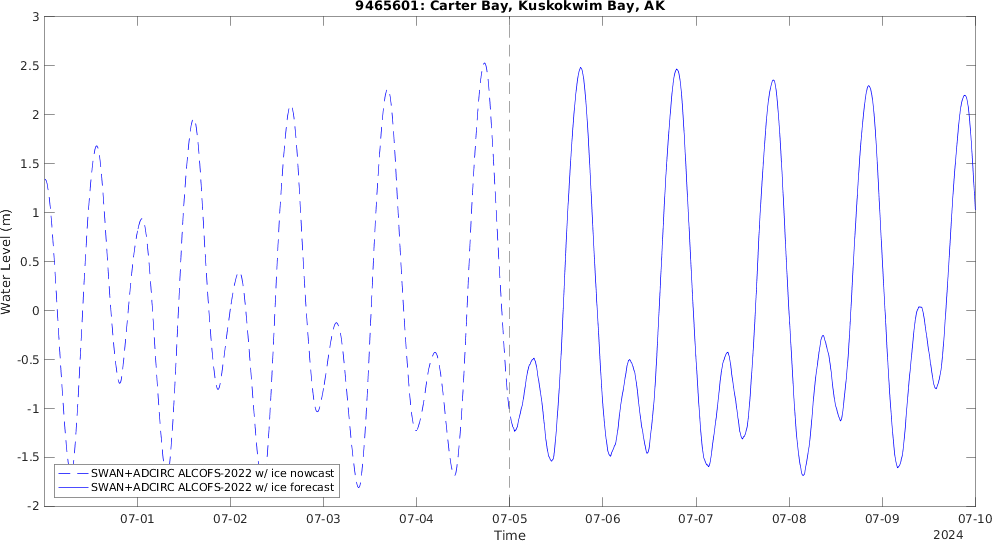 9465601: Carter Bay, Kuskokwim Bay, AK
3
2.5
2
1.5
1
0.5
0
-0.5
-1
-1.5
-2
Water Level (m)
SWAN+ADCIRC ALCOFS-2022 w/ ice nowcast
SWAN+ADCIRC ALCOFS-2022 w/ ice forecast
07-01 07-02 07-03 07-04 07-05 07-06 07-07 07-08 07-09 07-10
Time
2024